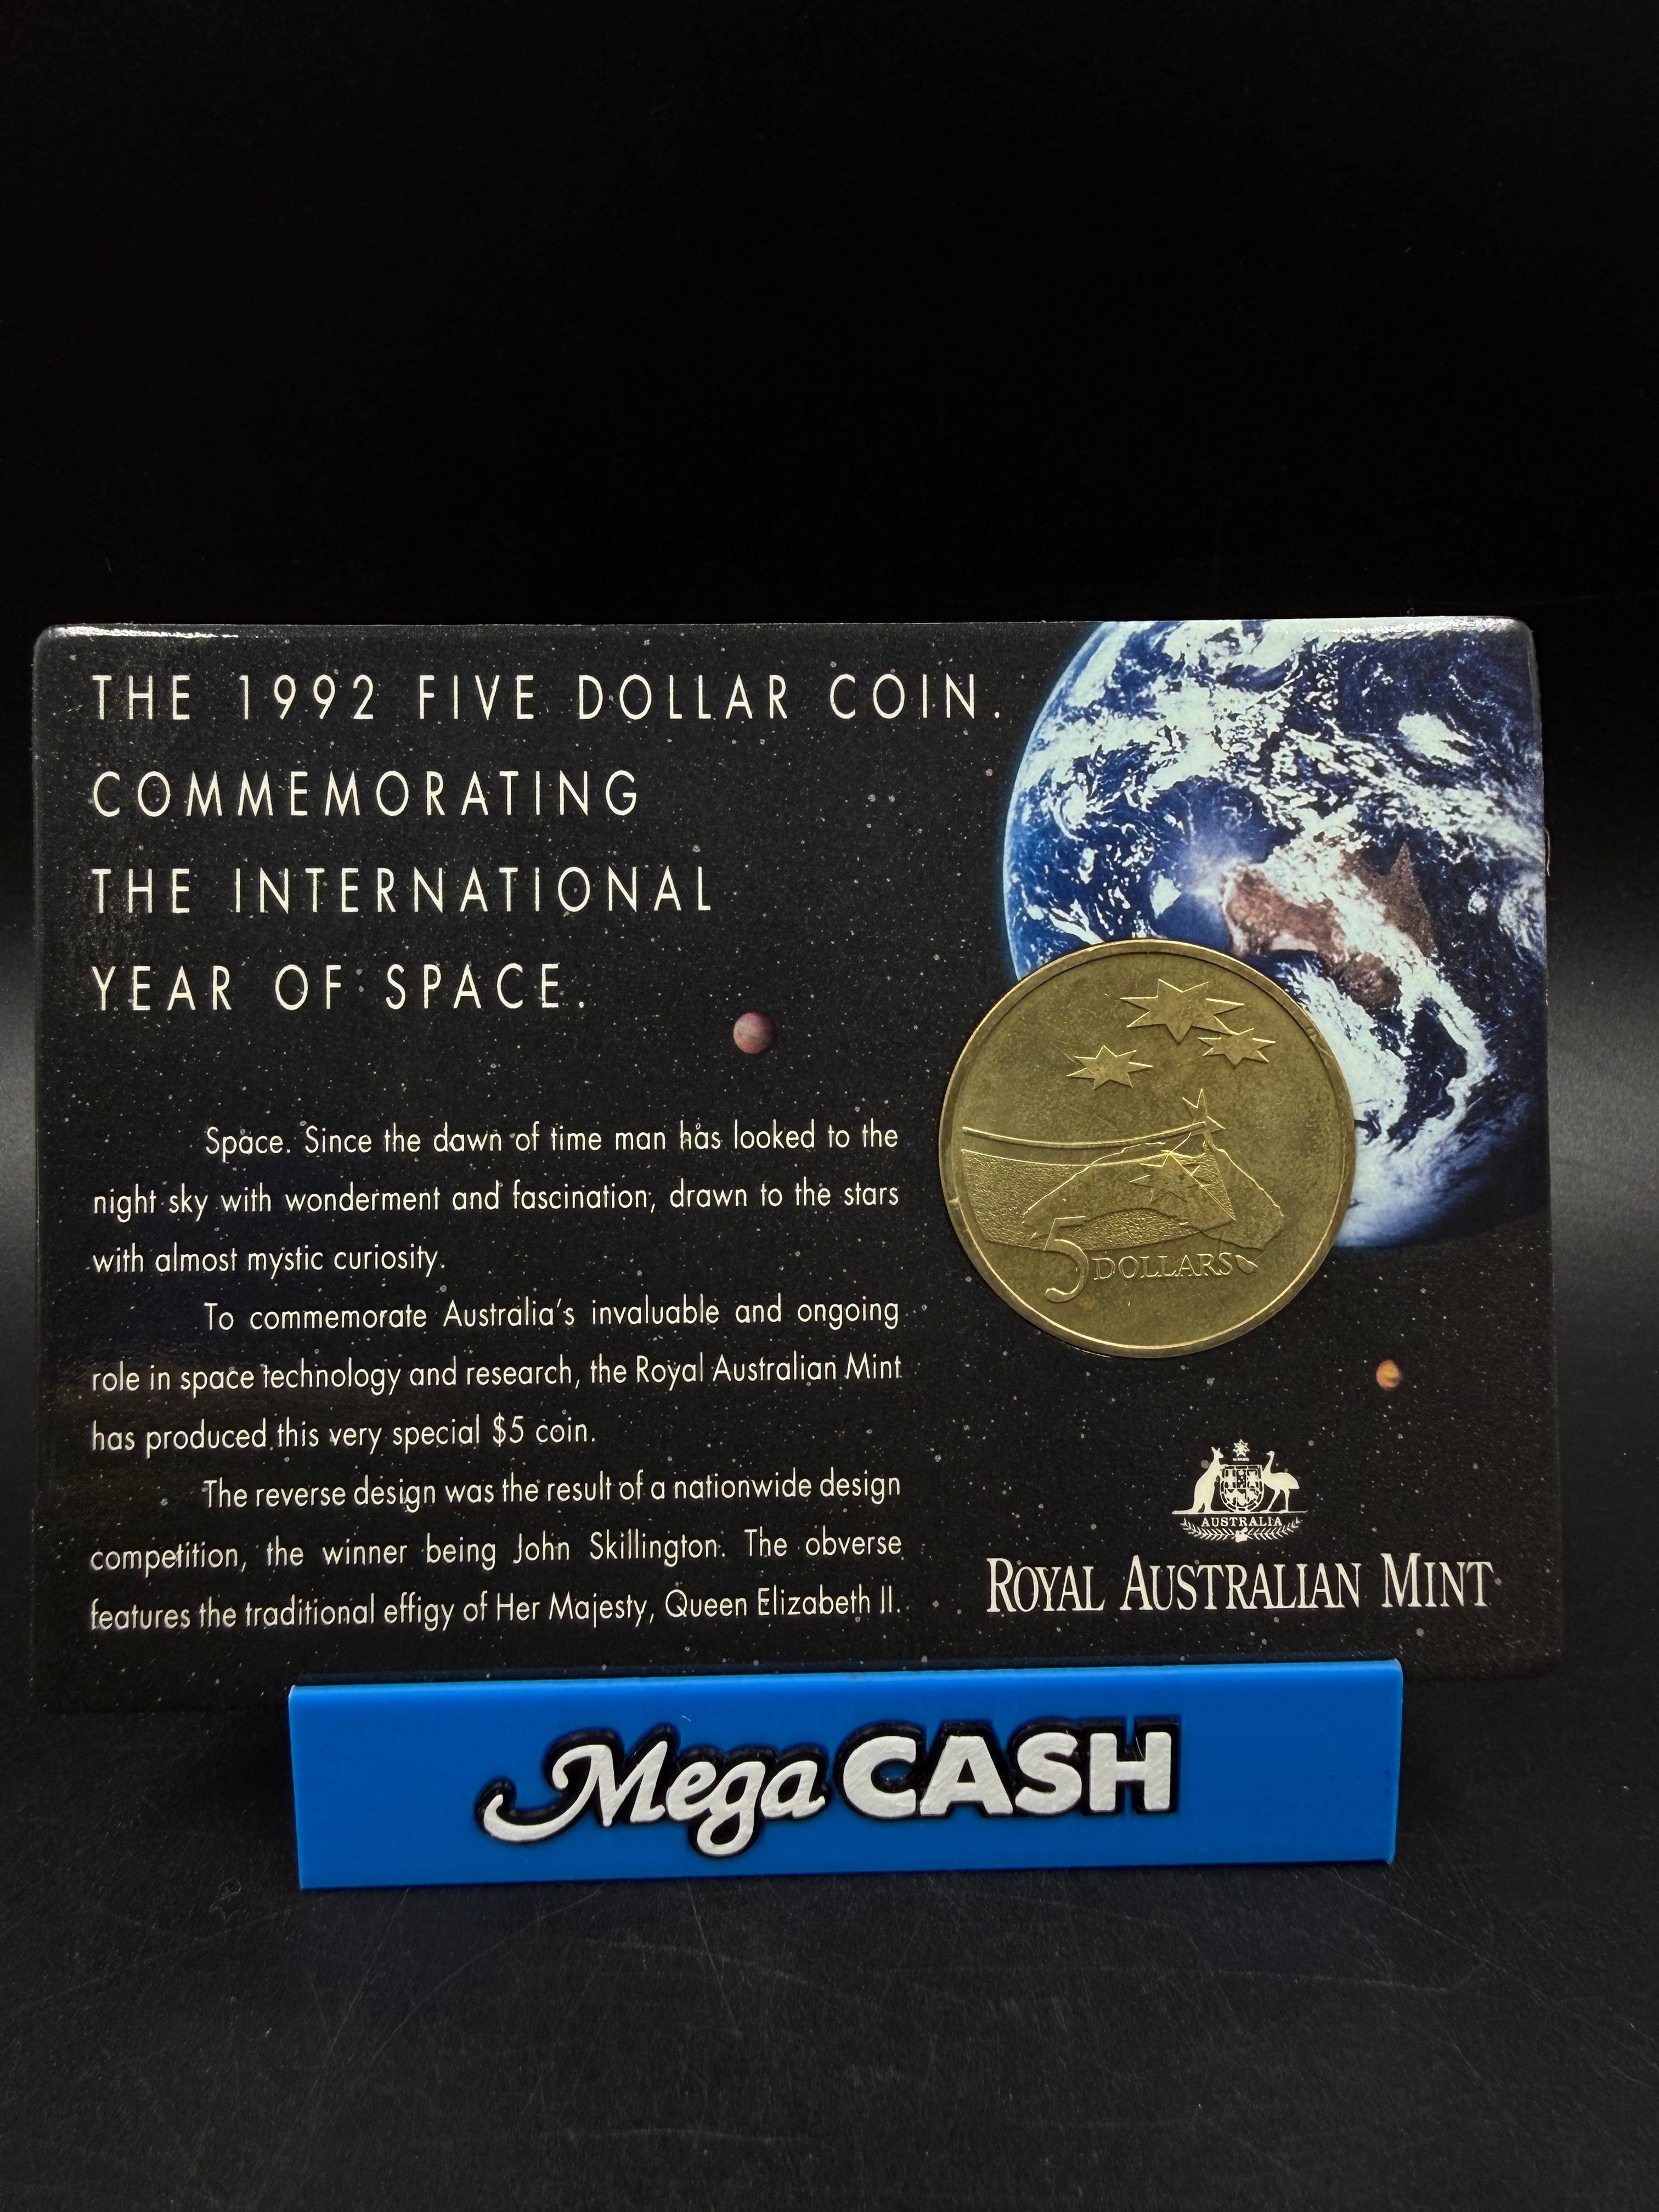 THE 1992 FIVE DOLLAR COIN.
COMMEMORATING
THE INTERNATIONAL
YEAR OF SPACE.
Space. Since the dawn of time man has looked to the
night sky with wonderment and fascination, drawn to the stars
with almost mystic curiosity.
To commemorate Australia's invaluable and ongoing
role in space technology and research, the Royal Australian Mint
has produced this very special $5 coin.
The reverse design was the result of a nationwide design
competition, the winner being John Skillington. The obverse
features the traditional effigy of Her Majesty, Queen Elizabeth II.
5 DOLLARS
AUSTRALIA
ROYAL AUSTRALIAN MINT
Mega CASH